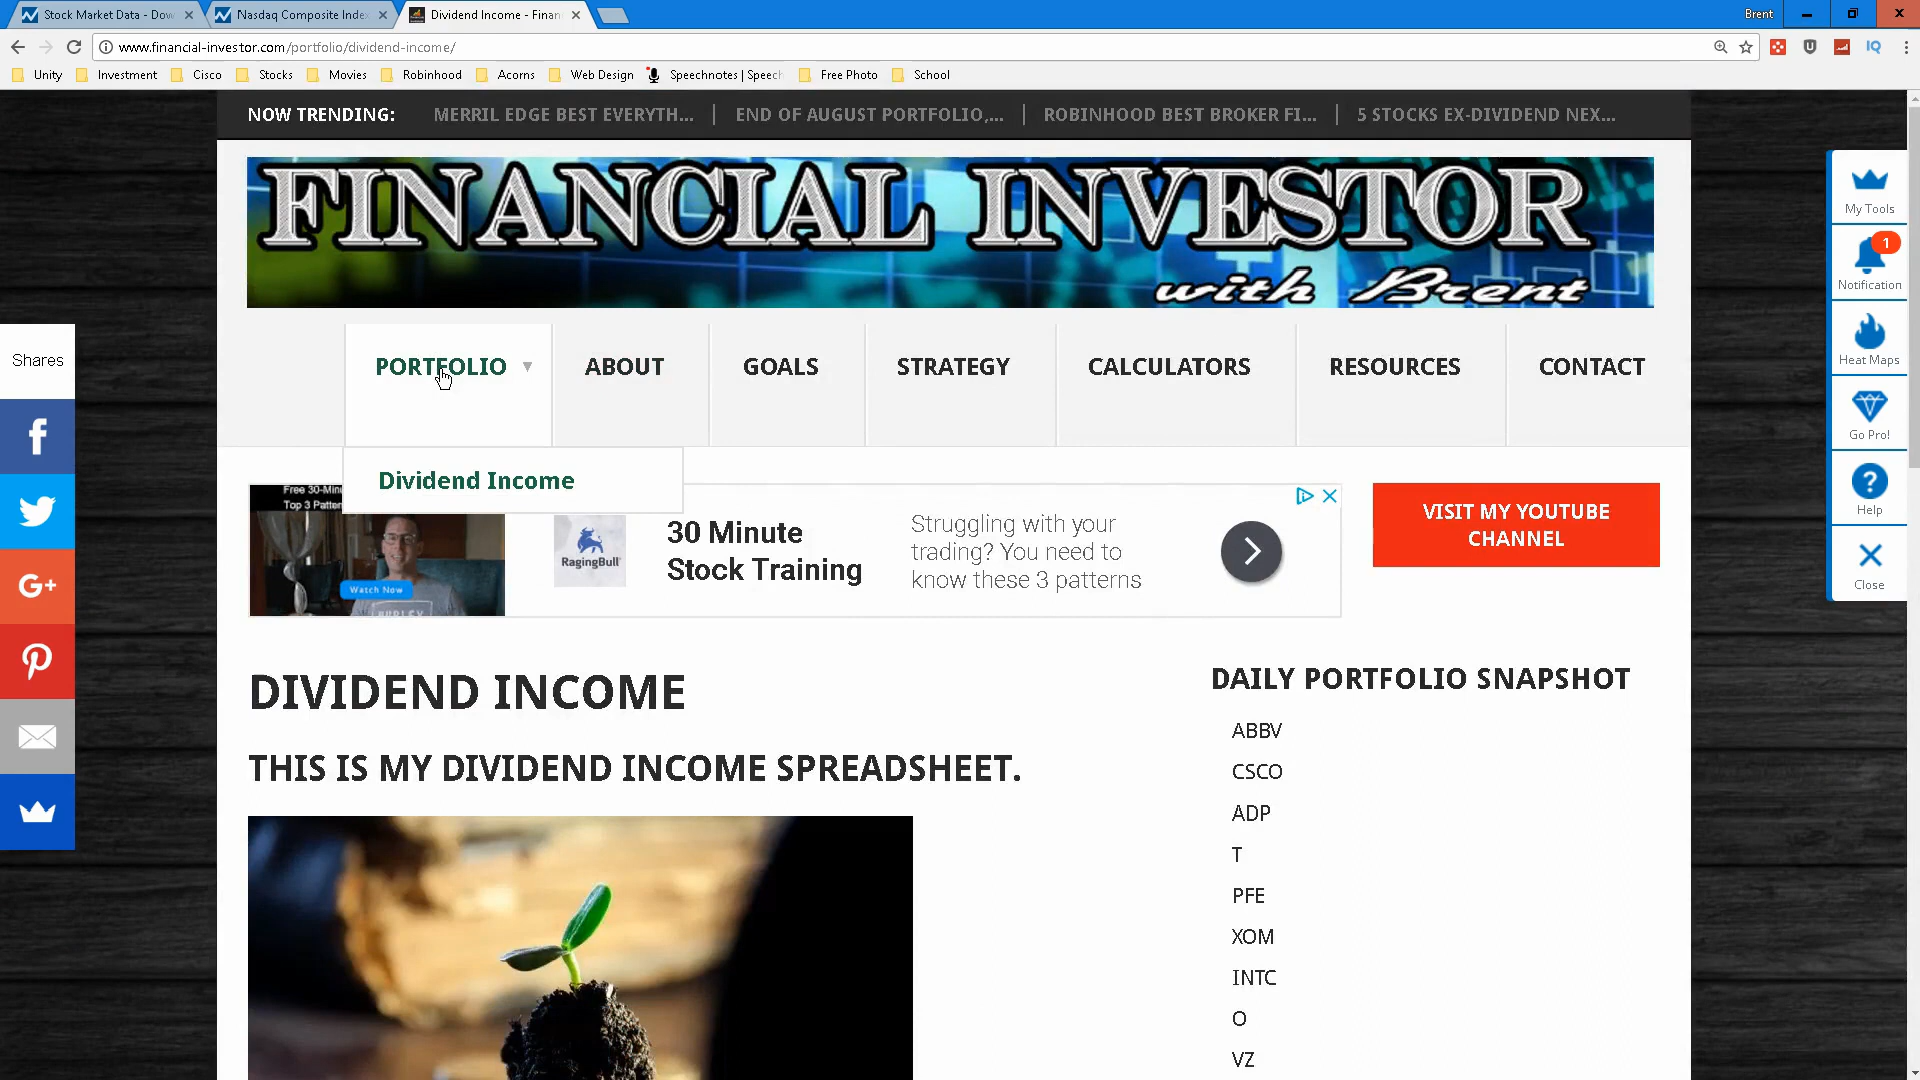 Stock Market Data - Dow
Nasdaq Composite Index
Dividend Income - Finan
Brent
www.financial-investor.com/portfolio/dividend-income/
Unity
Investment
Cisco
Stocks
Movies
Robinhood
Acorns
Web Design
Speechnotes | Speech
Free Photo
School
NOW TRENDING:
MERRIL EDGE BEST EVERYTH...
END OF AUGUST PORTFOLIO,...
ROBINHOOD BEST BROKER FI...
5 STOCKS EX-DIVIDEND NEX...
FINANCIAL INVESTOR
with Brent
PORTFOLIO
ABOUT
GOALS
STRATEGY
CALCULATORS
RESOURCES
CONTACT
Dividend Income
Shares
My Tools
1
Notification
Heat Maps
Go Pro!
Help
Close
Free 30-Minu
Top 3 Patter
Watch Now
HURLEY
RagingBull
30 Minute
Stock Training
Struggling with your
trading? You need to
know these 3 patterns
VISIT MY YOUTUBE
CHANNEL
DIVIDEND INCOME
THIS IS MY DIVIDEND INCOME SPREADSHEET.
DAILY PORTFOLIO SNAPSHOT
ABBV
CSCO
ADP
T
PFE
XOM
INTC
O
VZ